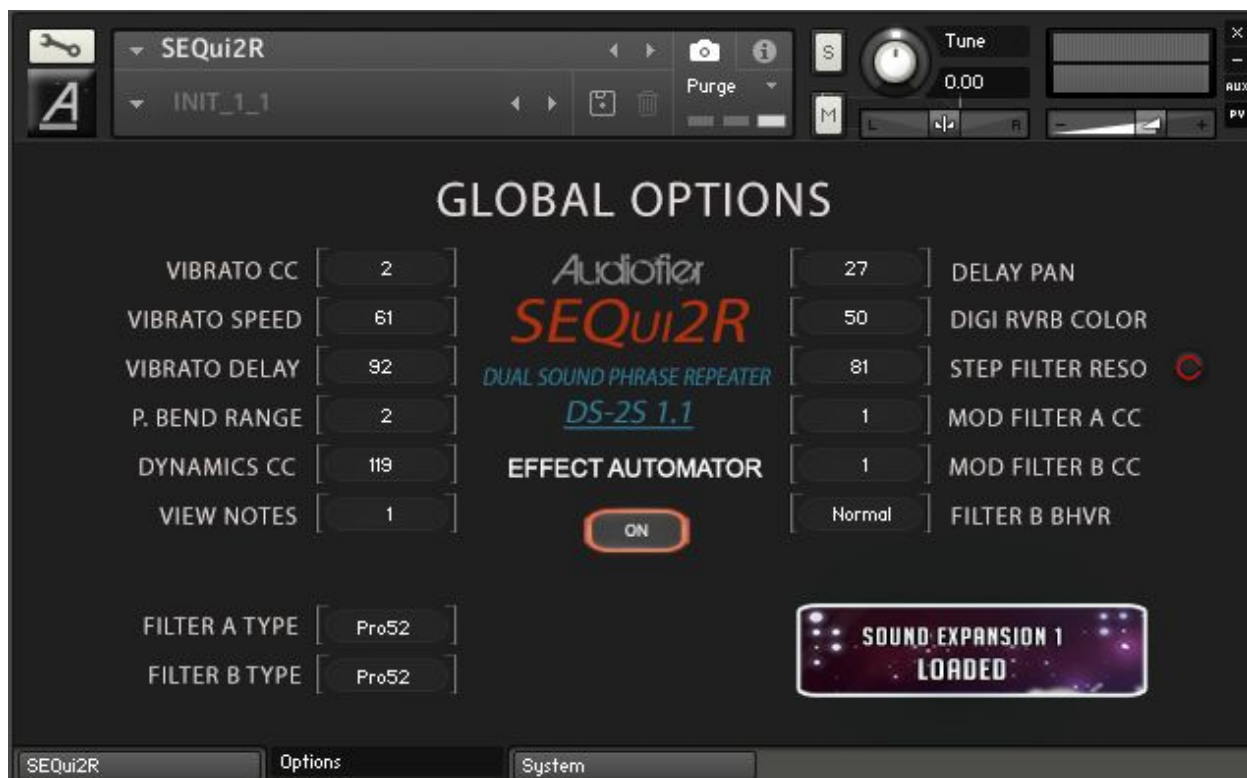 SEQui2R
INIT_1_1
Purge
S
M
Tune
0.00
L
R
-
+
×
-
AUX
PV
A
GLOBAL OPTIONS
VIBRATO CC 2
VIBRATO SPEED 61
VIBRATO DELAY 92
P. BEND RANGE 2
DYNAMICS CC 119
VIEW NOTES 1
FILTER A TYPE Pro52
FILTER B TYPE Pro52
Audiofier
SEQUI2R
DUAL SOUND PHRASE REPEATER
DS-2S 1.1
EFFECT AUTOMATOR
ON
27 DELAY PAN
50 DIGI RVRB COLOR
81 STEP FILTER RESO
1 MOD FILTER A CC
1 MOD FILTER B CC
Normal FILTER B BHVR
SOUND EXPANSION 1
LOADED
SEQui2R
Options
System